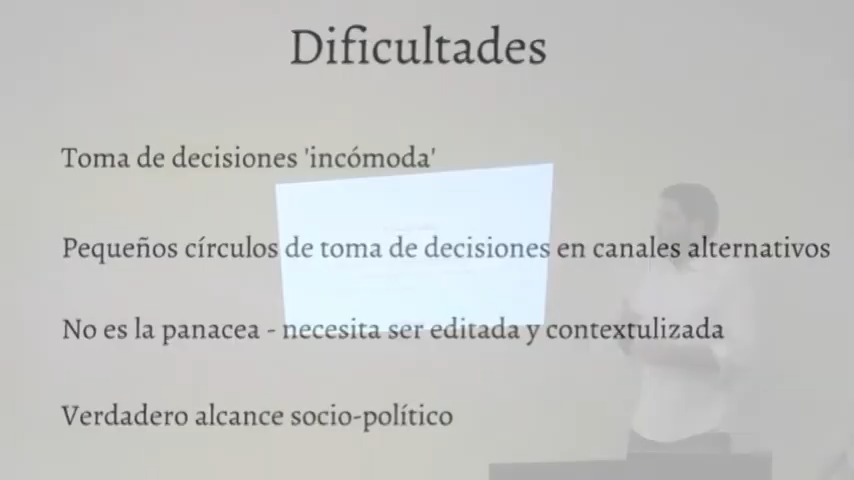 Dificultades
Toma de decisiones 'incómoda'
Pequeños círculos de toma de decisiones en canales alternativos
No es la panacea - necesita ser editada y contextulizada
Verdadero alcance socio-político